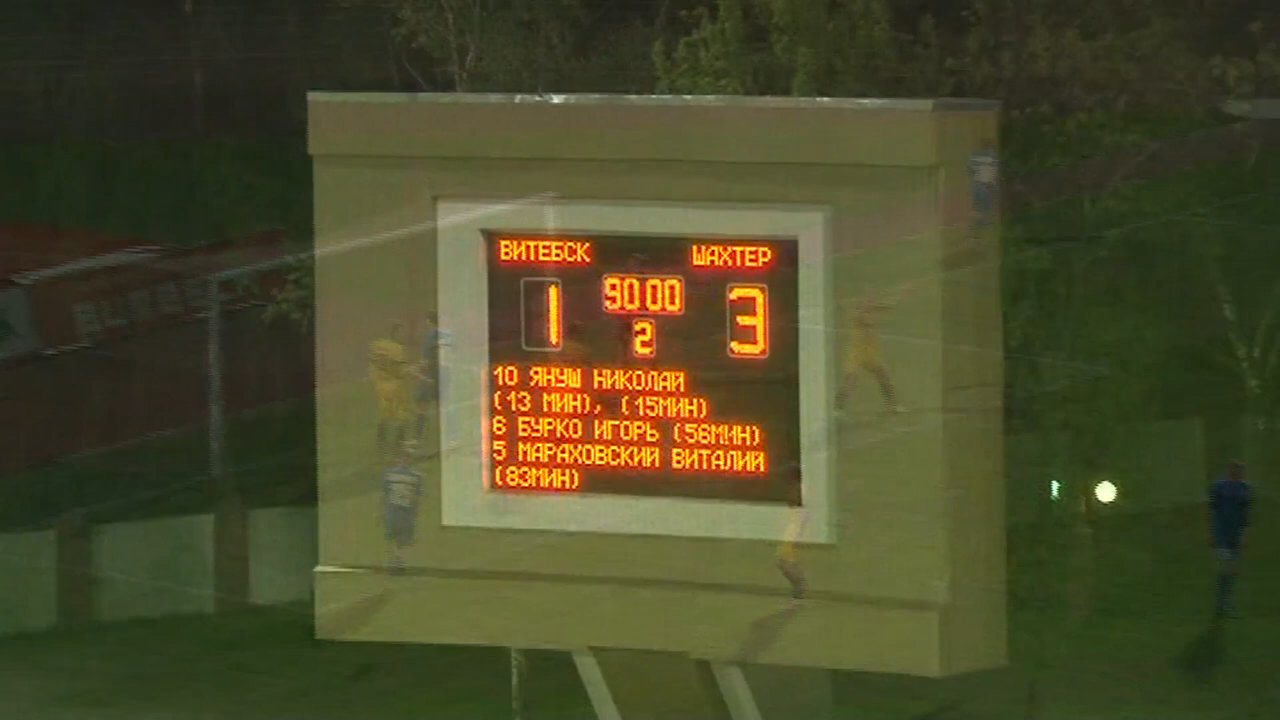 ВИТЕБСК ШАХТЕР
1 90 00 3
2
10 ЯНУШ НИКОЛАЙ
(13 МИН), (15МИН)
6 БУРКО ИГОРЬ (56МИН)
5 МАРАХОВСКИЙ ВИТАЛИЙ
(83МИН)